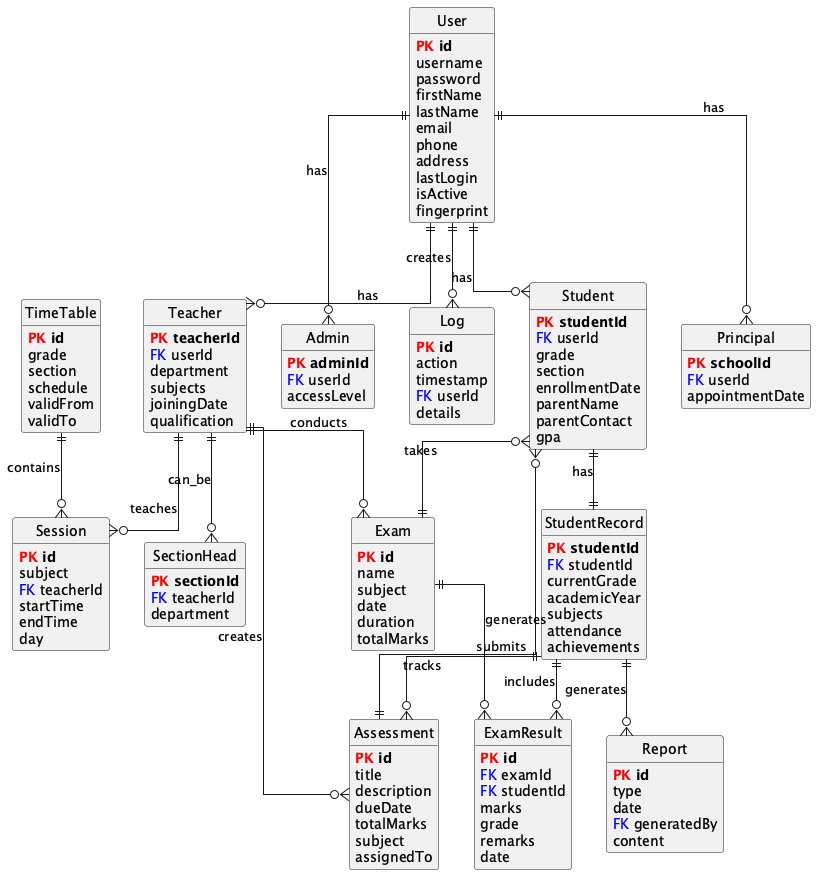 User
PK id
username
password
firstName
lastName
email
phone
address
lastLogin
isActive
fingerprint
has
has
creates
has
has
TimeTable
PK id
grade
section
schedule
validFrom
validTo
Teacher
PK teacherId
FK userId
department
subjects
joiningDate
qualification
Admin
PK adminId
FK userId
accessLevel
Log
PK id
action
timestamp
FK userId
details
Student
PK studentId
FK userId
grade
section
enrollmentDate
parentName
parentContact
gpa
Principal
PK schoolId
FK userId
appointmentDate
contains
teaches
can_be
conducts
takes
has
Session
PK id
subject
FK teacherId
startTime
endTime
day
SectionHead
PK sectionId
FK teacherId
department
Exam
PK id
name
subject
date
duration
totalMarks
StudentRecord
PK studentId
FK studentId
currentGrade
academicYear
subjects
attendance
achievements
creates
generates
submits
tracks
includes
generates
Assessment
PK id
title
description
dueDate
totalMarks
subject
assignedTo
ExamResult
PK id
FK examId
FK studentId
marks
grade
remarks
date
Report
PK id
type
date
FK generatedBy
content